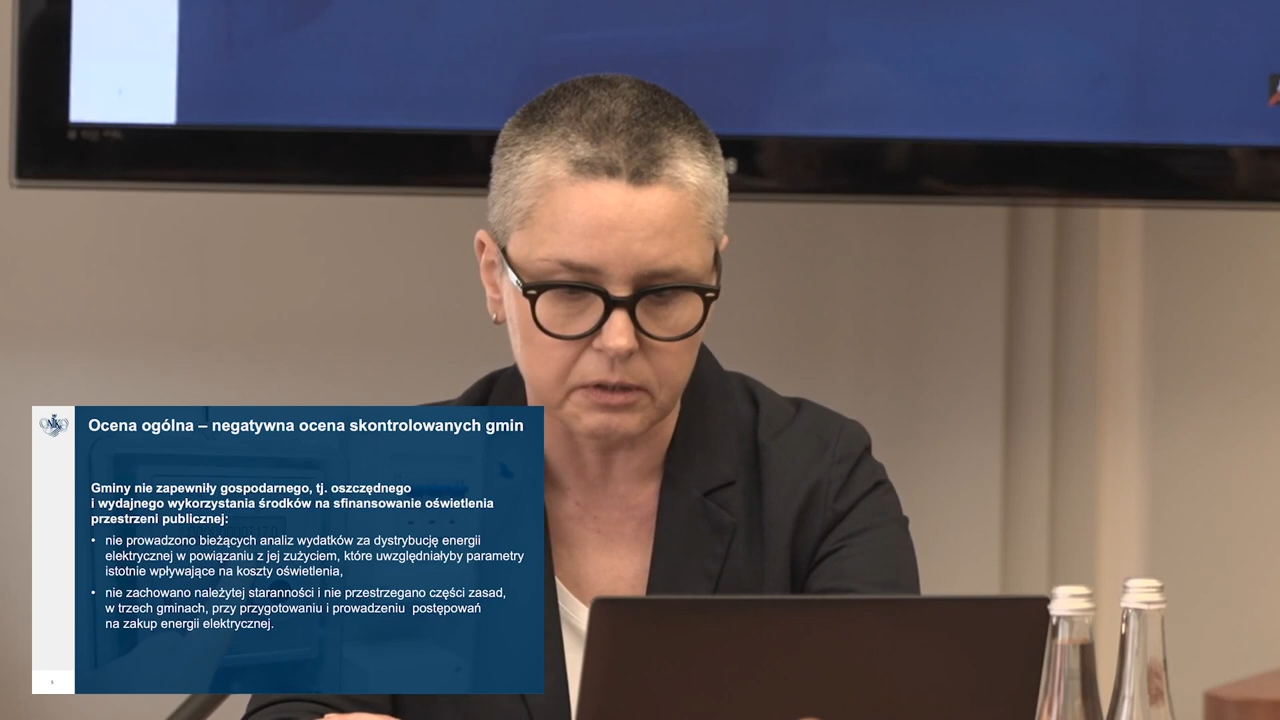 NIK
Ocena ogólna – negatywna ocena skontrolowanych gmin
Gminy nie zapewniły gospodarnego, tj. oszczędnego
i wydajnego wykorzystania środków na sfinansowanie oświetlenia
przestrzeni publicznej:
• nie prowadzono bieżących analiz wydatków za dystrybucję energii
elektrycznej w powiązaniu z jej zużyciem, które uwzględniałyby parametry
istotnie wpływające na koszty oświetlenia,
• nie zachowano należytej staranności i nie przestrzegano części zasad,
w trzech gminach, przy przygotowaniu i prowadzeniu postępowań
na zakup energii elektrycznej.